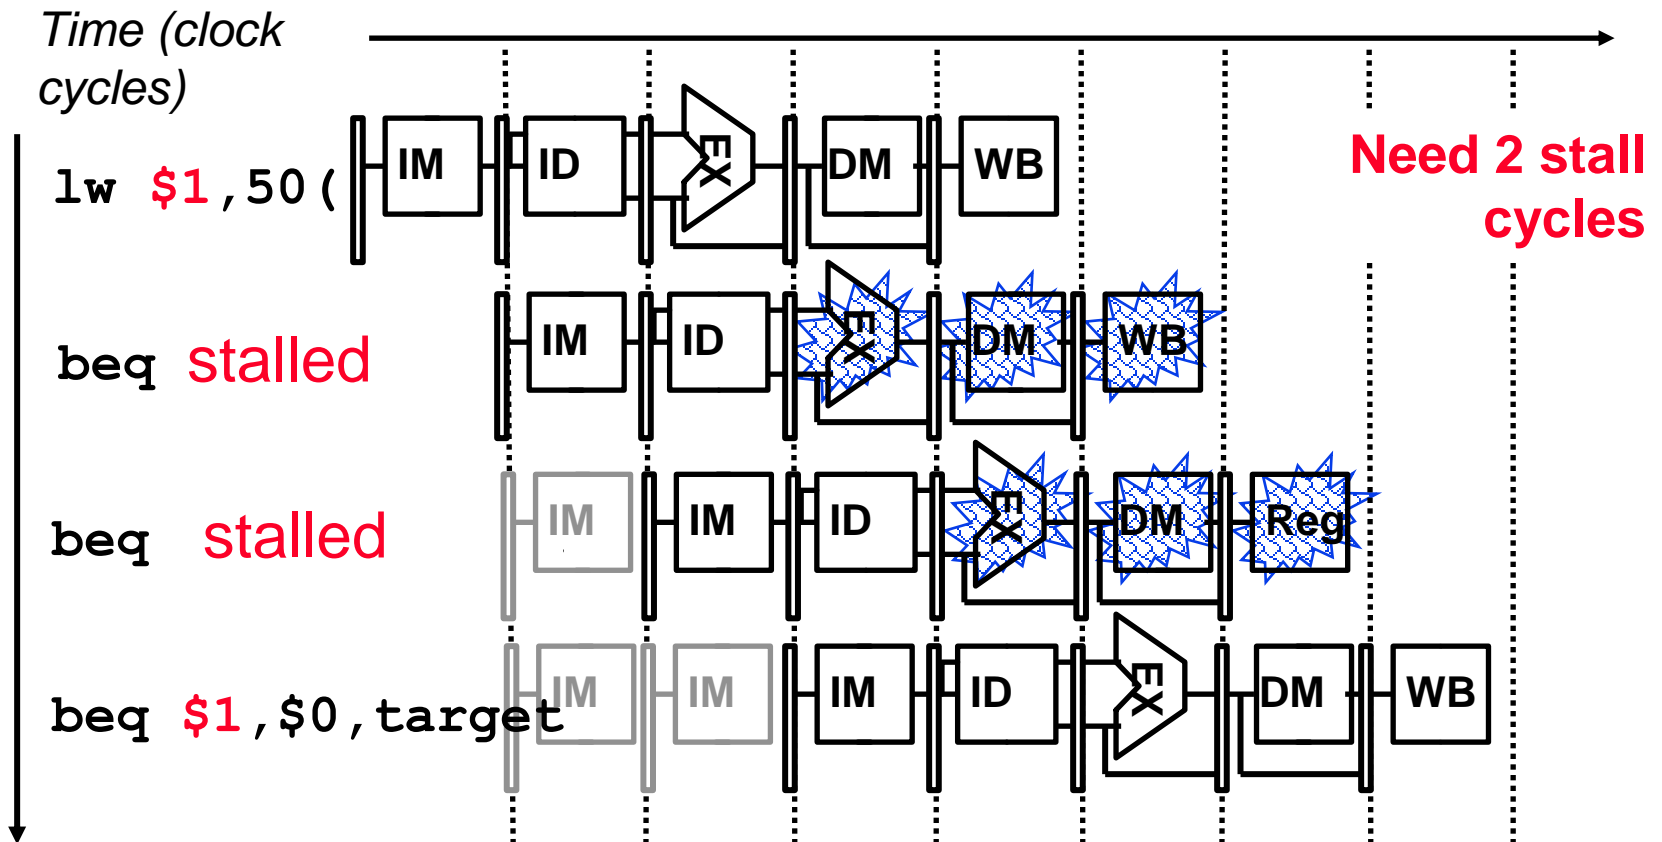 Time (clock
cycles)
lw $1,50(
IM ID EX DM WB
Need 2 stall
cycles
beq stalled
IM ID EX DM WB
beq stalled
IM IM ID EX DM Reg
beq $1,$0,target
IM IM IM ID EX DM WB